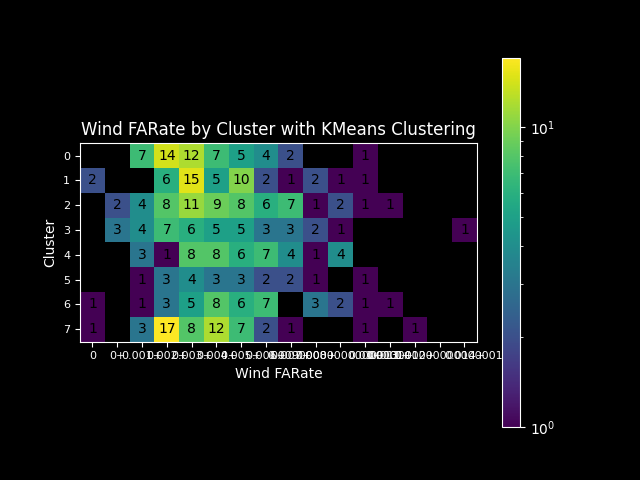 Wind FARate by Cluster with KMeans Clustering
0 7 14 12 7 5 4 2 1
1 2 6 15 5 10 2 1 2 1 1
2 2 4 8 11 9 8 6 7 1 2 1 1
3 3 4 7 6 5 5 3 3 2 1 1
4 3 1 8 8 6 7 4 1 4
5 1 3 4 3 3 2 2 1 1
6 1 1 3 5 8 6 7 3 2 1 1
7 1 3 17 8 12 7 2 1 1 1
Cluster
0
Wind FARate
10^1
10^0